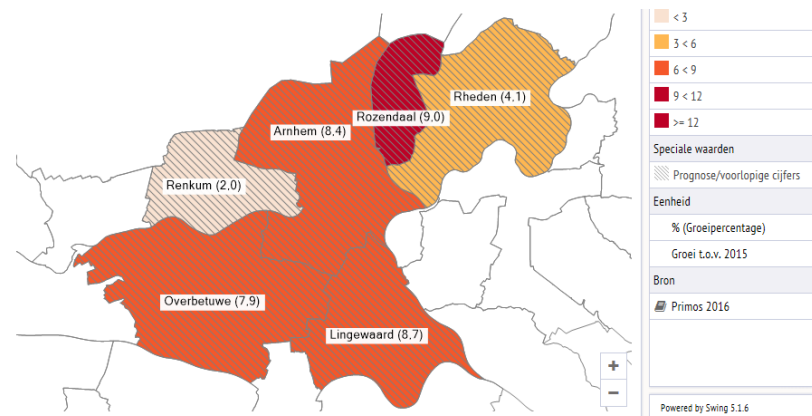 Rheden (4,1)
Rozendaal (9,0)
Arnhem (8,4)
Renkum (2,0)
Overbetuwe (7,9)
Lingewaard (8,7)
+
−
< 3
3 < 6
6 < 9
9 < 12
>= 12
Speciale waarden
Prognose/voorlopige cijfers
Eenheid
% (Groeipercentage)
Groei t.o.v. 2015
Bron
Primos 2016
Powered by Swing 5.1.6